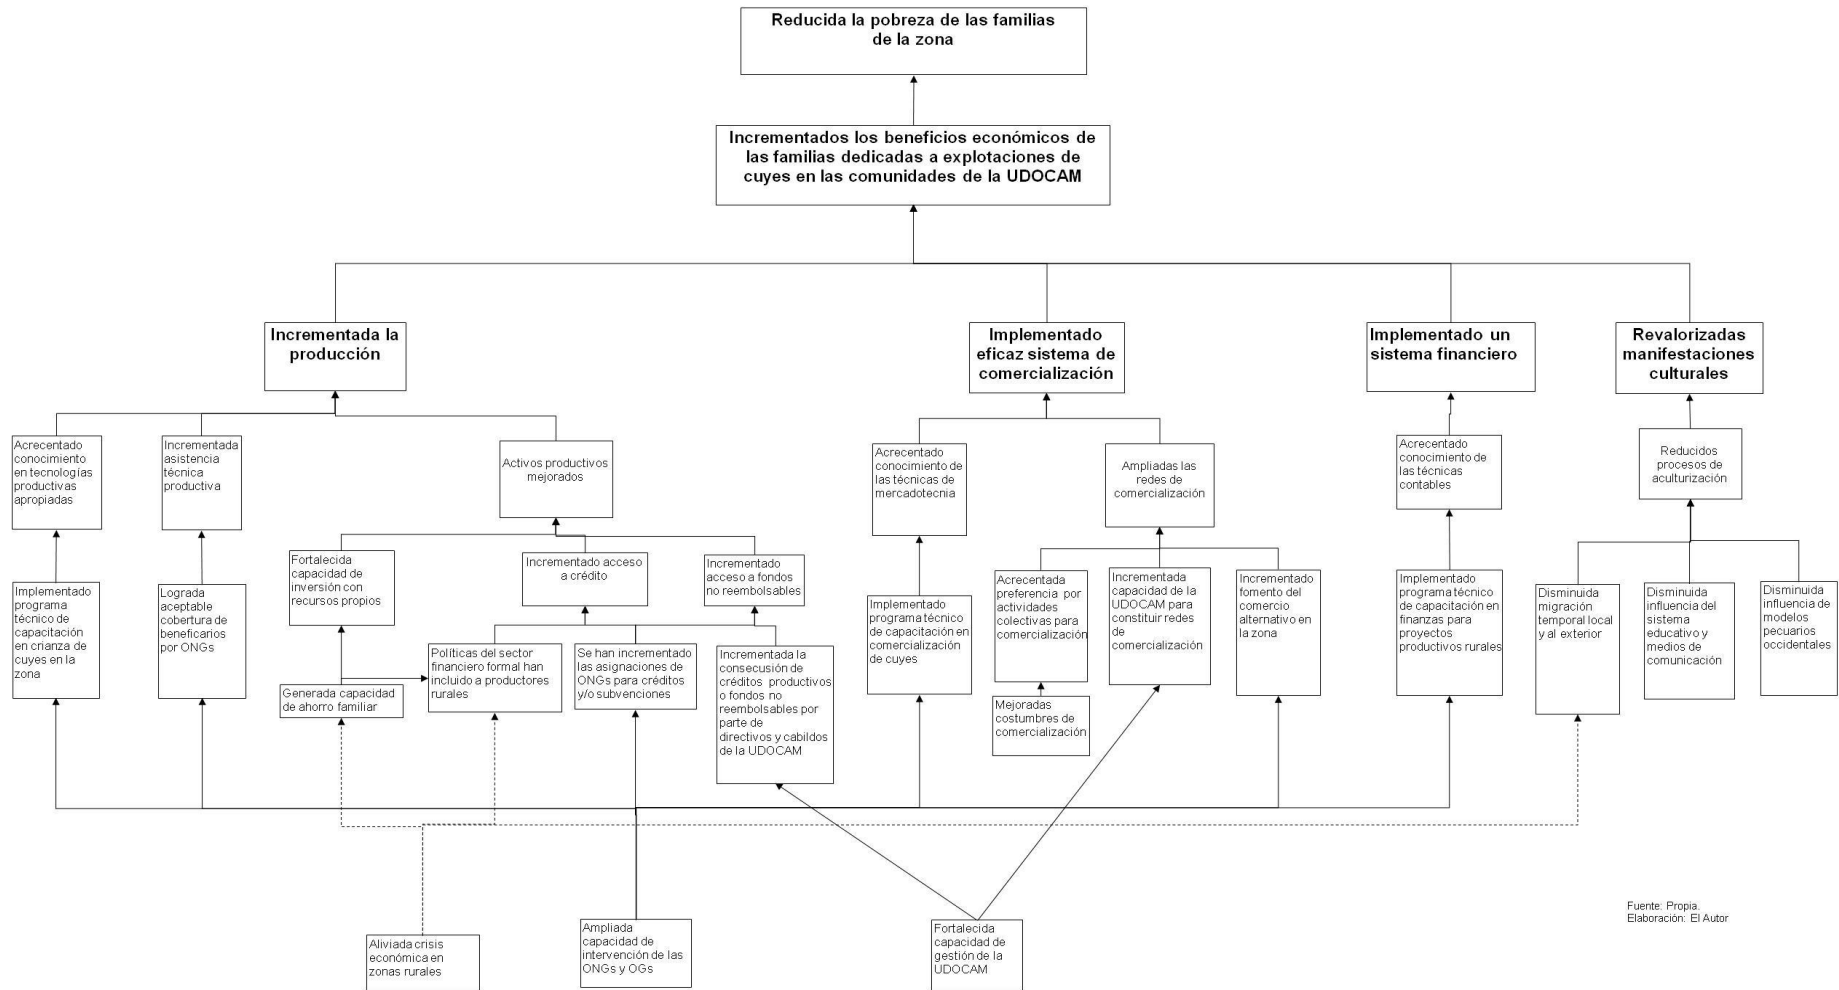 Reducida la pobreza de las familias
de la zona
Incrementados los beneficios económicos de
las familias dedicadas a explotaciones de
cuyes en las comunidades de la UDOCAM
Incrementada la
producción
Implementado
eficaz sistema de
comercialización
Implementado un
sistema financiero
Revalorizadas
manifestaciones
culturales
Acrecentado
conocimiento
en tecnologías
productivas
apropiadas
Incrementada
asistencia
técnica
productiva
Activos productivos
mejorados
Acrecentado
conocimiento de
las técnicas de
mercadotecnia
Ampliadas las
redes de
comercialización
Acrecentado
conocimiento de
las técnicas
contables
Reducidos
procesos de
aculturización
Fortalecida
capacidad de
inversión con
recursos propios
Incrementado acceso
a crédito
Incrementado
acceso a fondos
no reembolsables
Implementado
programa
técnico de
capacitación
en crianza de
cuyes en la
zona
Lograda
aceptable
cobertura de
beneficarios
por ONGs
Generada capacidad
de ahorro familiar
Políticas del sector
financiero formal han
incluido a productores
rurales
Se han incrementado
las asignaciones de
ONGs para créditos
y/o subvenciones
Incrementada la
consecusión de
créditos productivos
o fondos no
reembolsables por
parte de
directivos y cabildos
de la UDOCAM
Implementado
programa técnico
de capacitación en
comercialización
de cuyes
Acrecentada
preferencia por
actividades
colectivas para
comercialización
Mejoradas
costumbres de
comercialización
Incrementada
capacidad de la
UDOCAM para
constituir redes
de
comercialización
Incrementado
fomento del
comercio
alternativo en
la zona
Implementado
programa técnico
de capacitación en
finanzas para
proyectos
productivos rurales
Disminuida
migración
temporal local
y al exterior
Disminuida
influencia del
sistema
educativo y
medios de
comunicación
Disminuida
influencia de
modelos
pecuarios
occidentales
Aliviada crisis
económica en
zonas rurales
Ampliada
capacidad de
intervención de las
ONGs y OGs
Fortalecida
capacidad de
gestión de la
UDOCAM
Fuente: Propia.
Elaboración: El Autor